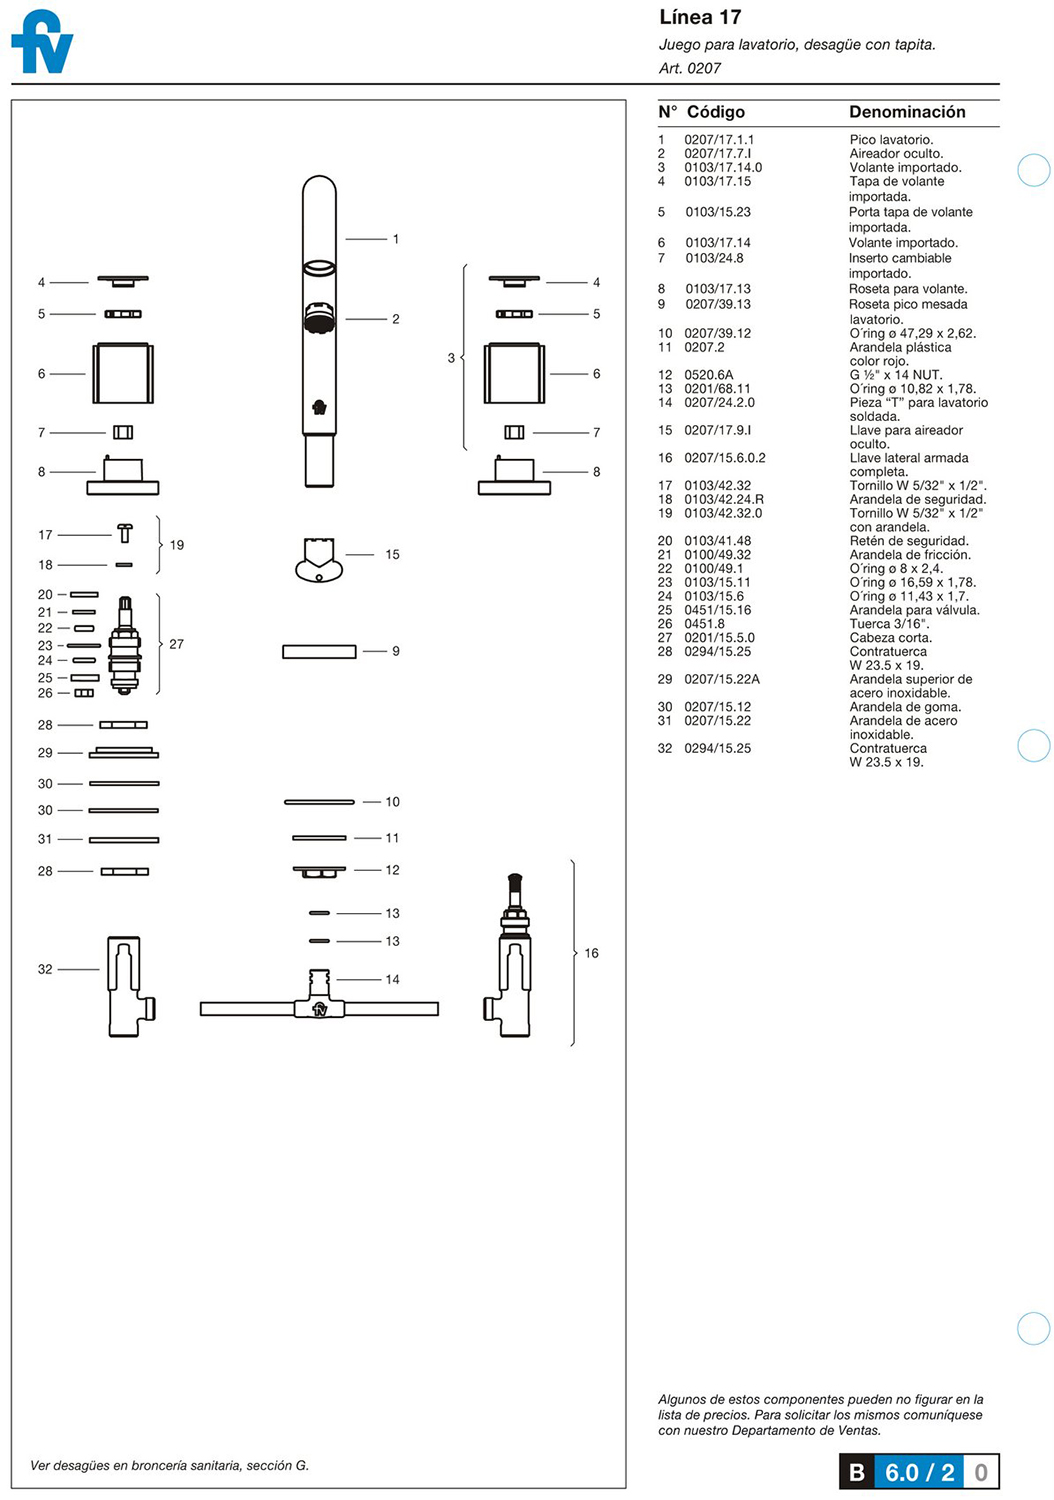 fv
Línea 17
Juego para lavatorio, desagüe con tapita.
Art. 0207
N° Código Denominación
1 0207/17.1.1 Pico lavatorio.
2 0207/17.7.I Aireador oculto.
3 0103/17.14.0 Volante importado.
4 0103/17.15 Tapa de volante
importada.
5 0103/15.23 Porta tapa de volante
importada.
6 0103/17.14 Volante importado.
7 0103/24.8 Inserto cambiable
importado.
8 0103/17.13 Roseta para volante.
9 0207/39.13 Roseta pico mesada
lavatorio.
10 0207/39.12 O´ring ø 47,29 x 2,62.
11 0207.2 Arandela plástica
color rojo.
12 0520.6A G ½" x 14 NUT.
13 0201/68.11 O´ring ø 10,82 x 1,78.
14 0207/24.2.0 Pieza “T” para lavatorio
soldada.
15 0207/17.9.I Llave para aireador
oculto.
16 0207/15.6.0.2 Llave lateral armada
completa.
17 0103/42.32 Tornillo W 5/32" x 1/2".
18 0103/42.24.R Arandela de seguridad.
19 0103/42.32.0 Tornillo W 5/32" x 1/2"
con arandela.
20 0103/41.48 Retén de seguridad.
21 0100/49.32 Arandela de fricción.
22 0100/49.1 O´ring ø 8 x 2,4.
23 0103/15.11 O´ring ø 16,59 x 1,78.
24 0103/15.6 O´ring ø 11,43 x 1,7.
25 0451/15.16 Arandela para válvula.
26 0451.8 Tuerca 3/16".
27 0201/15.5.0 Cabeza corta.
28 0294/15.25 Contratuerca
W 23.5 x 19.
29 0207/15.22A Arandela superior de
acero inoxidable.
30 0207/15.12 Arandela de goma.
31 0207/15.22 Arandela de acero
inoxidable.
32 0294/15.25 Contratuerca
W 23.5 x 19.
1
4 4
5 5
2
3
6 6
7 7
8 8
fv
17
19
18
15
20
21
22
23
24
25
26
27
9
28
29
30
30
31
28
10
11
12
13
13
14
fv
16
32
Algunos de estos componentes pueden no figurar en la
lista de precios. Para solicitar los mismos comuníquese
con nuestro Departamento de Ventas.
Ver desagües en broncería sanitaria, sección G.
B 6.0 / 2 0